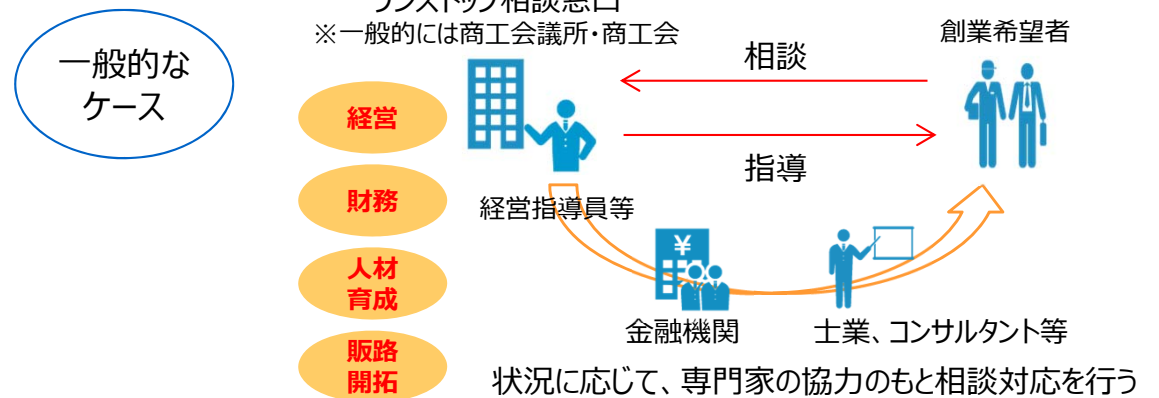 ワンストップ相談窓口
※一般的には商工会議所・商工会
創業希望者
一般的な
ケース
相談
指導
経営
財務
人材
育成
販路
開拓
経営指導員等
¥
金融機関
士業、コンサルタント等
状況に応じて、専門家の協力のもと相談対応を行う